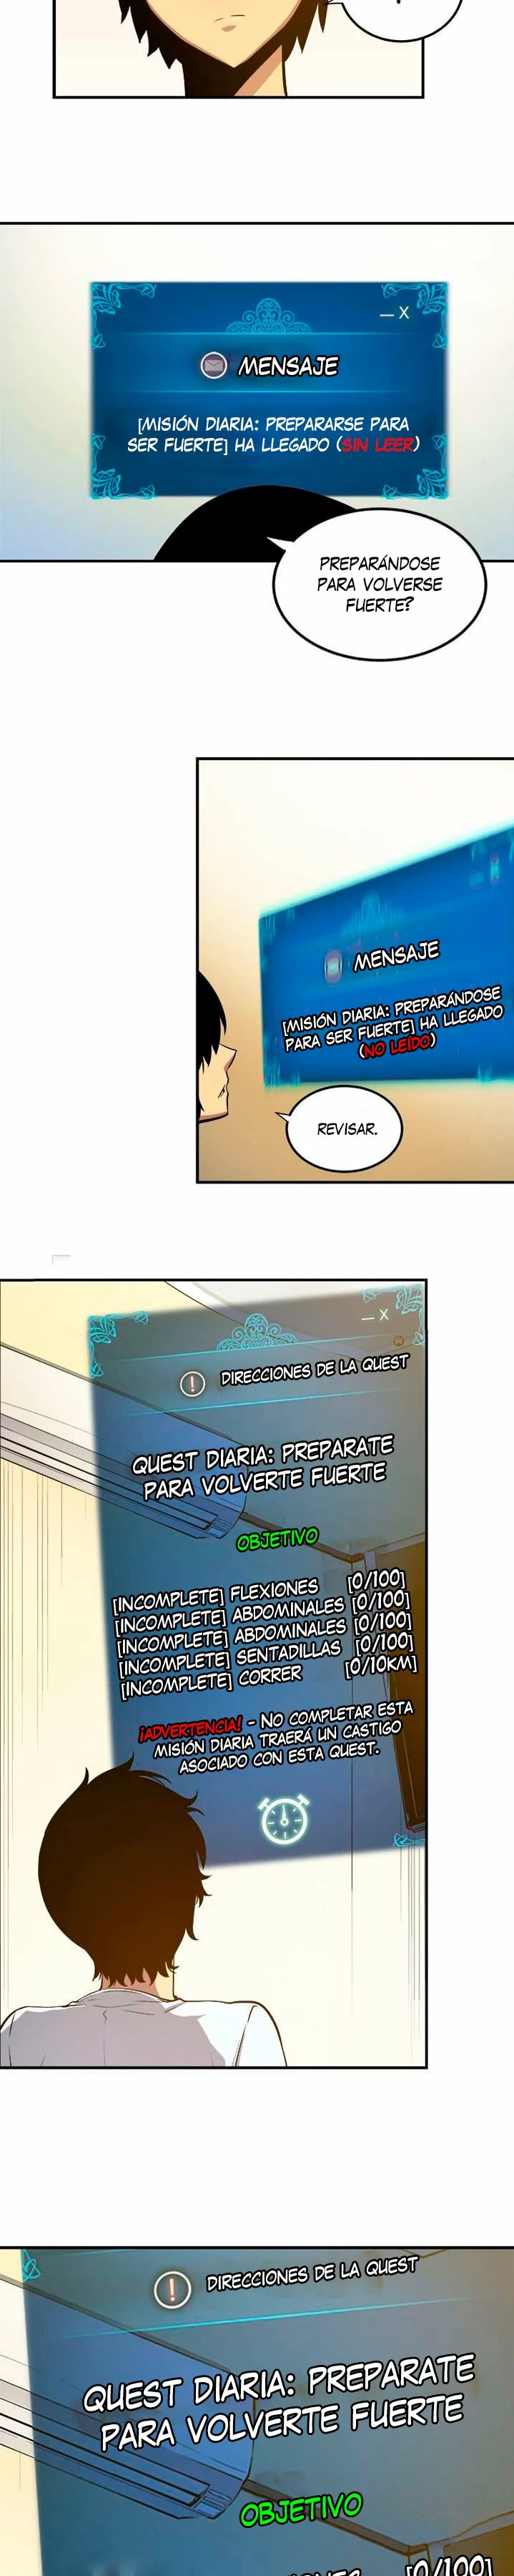 — X
MENSAJE
[MISIÓN DIARIA: PREPARARSE PARA
SER FUERTE] HA LLEGADO (SIN LEER)
PREPARÁNDOSE
PARA VOLVERSE
FUERTE?
MENSAJE
[MISIÓN DIARIA: PREPARÁNDOSE
PARA SER FUERTE] HA LLEGADO
(NO LEÍDO)
REVISAR.
— X
! DIRECCIONES DE LA QUEST
QUEST DIARIA: PREPARATE
PARA VOLVERTE FUERTE
OBJETIVO
[INCOMPLETE] FLEXIONES [0/100]
[INCOMPLETE] ABDOMINALES [0/100]
[INCOMPLETE] ABDOMINALES [0/100]
[INCOMPLETE] SENTADILLAS [0/100]
[INCOMPLETE] CORRER [0/10KM]
¡ADVERTENCIA! - NO COMPLETAR ESTA
MISIÓN DIARIA TRAERÁ UN CASTIGO
ASOCIADO CON ESTA QUEST.
! DIRECCIONES DE LA QUEST
QUEST DIARIA: PREPARATE
PARA VOLVERTE FUERTE
OBJETIVO
[0/100]